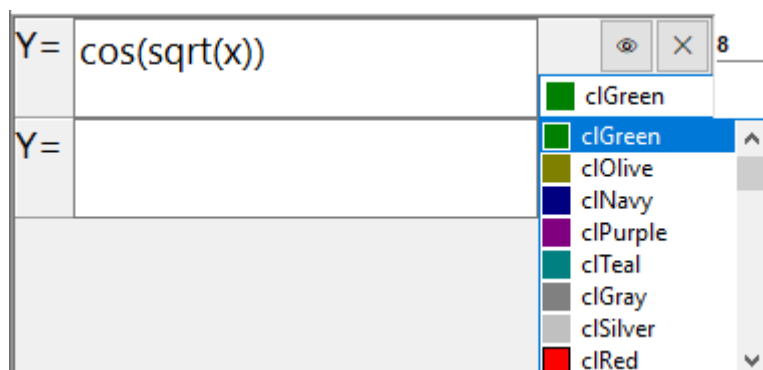 Y= cos(sqrt(x))
8
clGreen
Y=
clGreen
clOlive
clNavy
clPurple
clTeal
clGray
clSilver
clRed